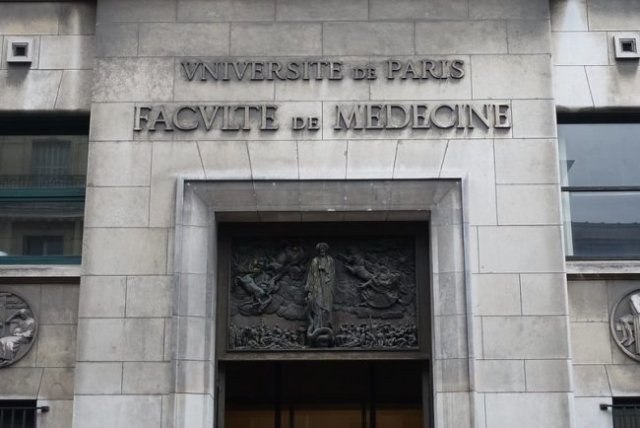 VNIVERSITE DE PARIS
FACVLTE DE MEDECINE